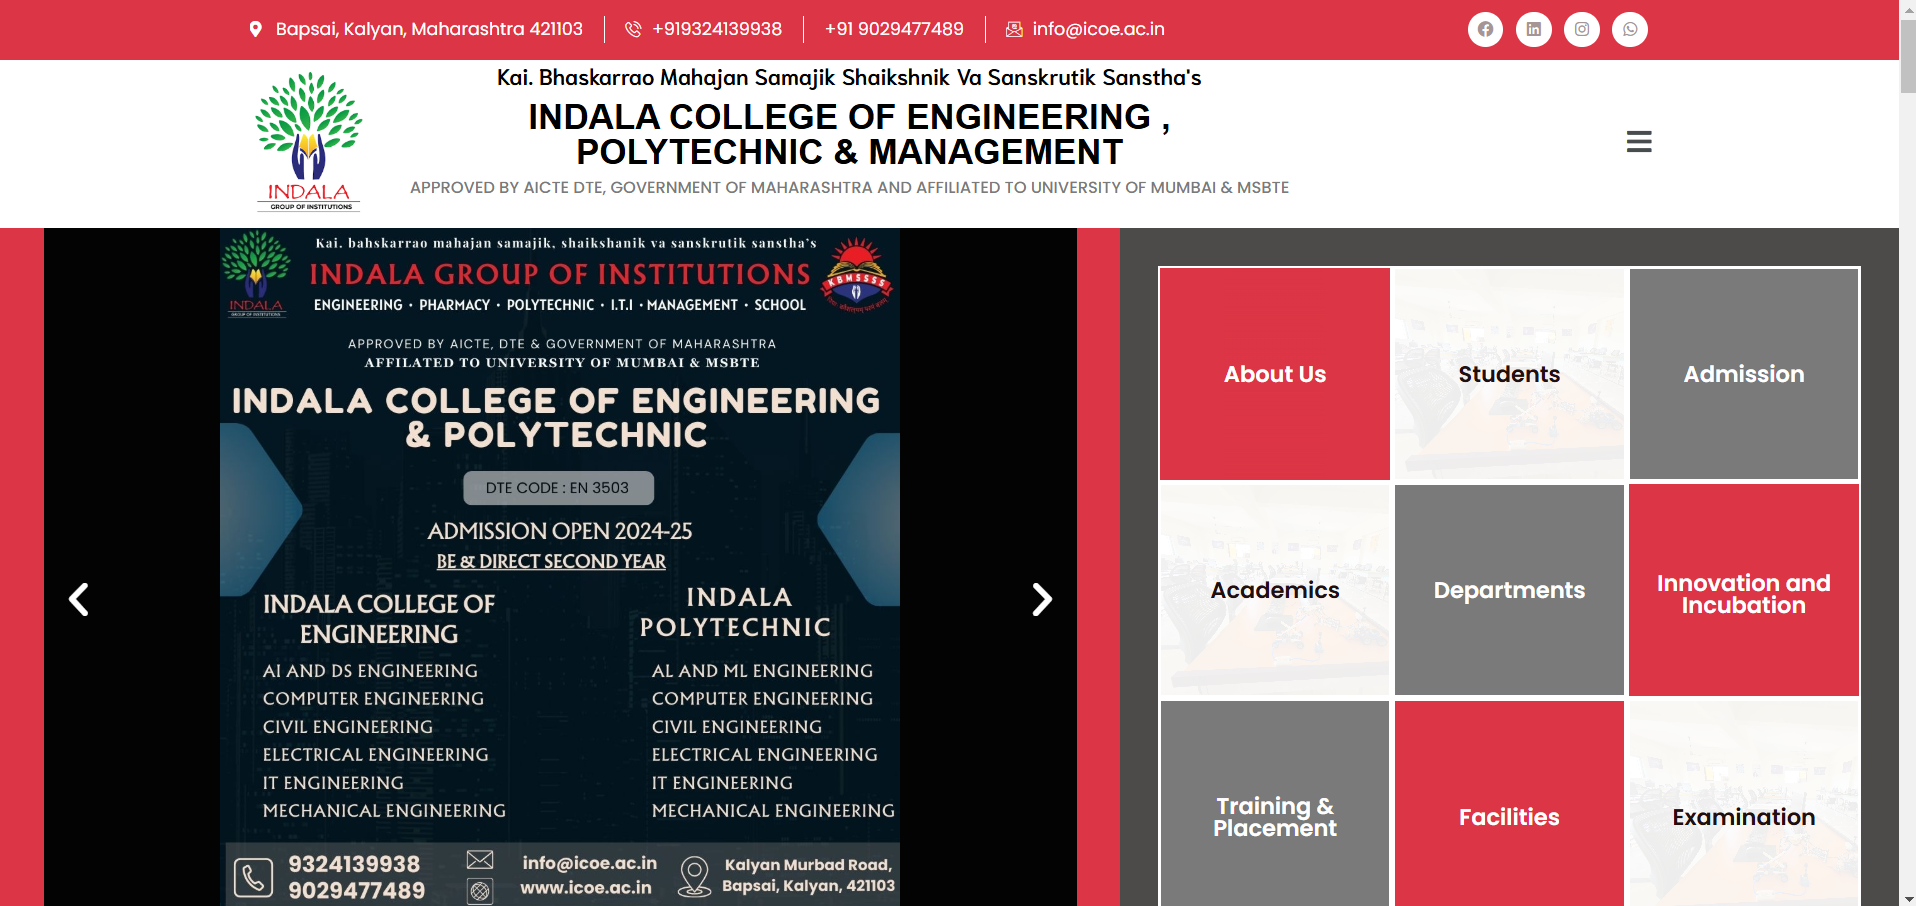 Bapsai, Kalyan, Maharashtra 421103
+919324139938
+91 9029477489
info@icoe.ac.in
INDALA
GROUP OF INSTITUTIONS
Kai. Bhaskarrao Mahajan Samajik Shaikshnik Va Sanskrutik Sanstha's
INDALA COLLEGE OF ENGINEERING ,
POLYTECHNIC & MANAGEMENT
APPROVED BY AICTE DTE, GOVERNMENT OF MAHARASHTRA AND AFFILIATED TO UNIVERSITY OF MUMBAI & MSBTE
INDALA
GROUP OF INSTITUTIONS
Kai. bahskarrao mahajan samajik, shaikshanik va sanskrutik sanstha's
INDALA GROUP OF INSTITUTIONS
ENGINEERING · PHARMACY · POLYTECHNIC · I.T.I · MANAGEMENT · SCHOOL
KBMSSSS
APPROVED BY AICTE, DTE & GOVERNMENT OF MAHARASHTRA
AFFILATED TO UNIVERSITY OF MUMBAI & MSBTE
INDALA COLLEGE OF ENGINEERING
& POLYTECHNIC
DTE CODE : EN 3503
ADMISSION OPEN 2024-25
BE & DIRECT SECOND YEAR
INDALA COLLEGE OF
ENGINEERING
AI AND DS ENGINEERING
COMPUTER ENGINEERING
CIVIL ENGINEERING
ELECTRICAL ENGINEERING
IT ENGINEERING
MECHANICAL ENGINEERING
INDALA
POLYTECHNIC
AL AND ML ENGINEERING
COMPUTER ENGINEERING
CIVIL ENGINEERING
ELECTRICAL ENGINEERING
IT ENGINEERING
MECHANICAL ENGINEERING
9324139938
9029477489
info@icoe.ac.in
www.icoe.ac.in
Kalyan Murbad Road,
Bapsai, Kalyan, 421103
About Us
Students
Admission
Academics
Departments
Innovation and
Incubation
Training &
Placement
Facilities
Examination